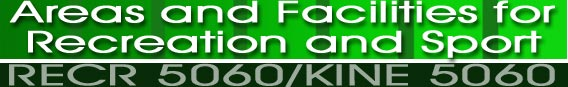 Areas and Facilities for
Recreation and Sport
RECR 5060/KINE 5060